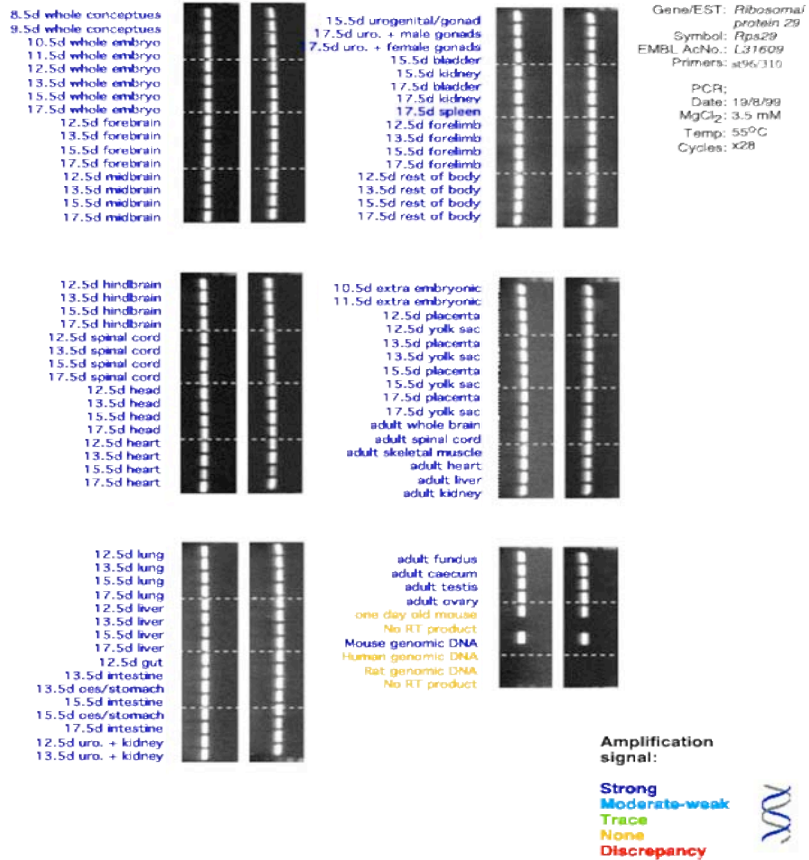 8.5d whole conceptues
9.5d whole conceptues
10.5d whole embryo
11.5d whole embryo
12.5d whole embryo
13.5d whole embryo
15.5d whole embryo
17.5d whole embryo
12.5d forebrain
13.5d forebrain
15.5d forebrain
17.5d forebrain
12.5d midbrain
13.5d midbrain
15.5d midbrain
17.5d midbrain
15.5d urogenital/gonad
17.5d uro. + male gonads
17.5d uro. + female gonads
15.5d bladder
15.5d kidney
17.5d bladder
17.5d kidney
17.5d spleen
12.5d forelimb
13.5d forelimb
15.5d forelimb
17.5d forelimb
12.5d rest of body
13.5d rest of body
15.5d rest of body
17.5d rest of body
Gene/EST: Ribosomal
protein 29
Symbol: Rps29
EMBL AcNo.: L31609
Primers: st96/310
PCR;
Date: 19/8/99
MgCl2: 3.5 mM
Temp: 55°C
Cycles: x28
12.5d hindbrain
13.5d hindbrain
15.5d hindbrain
17.5d hindbrain
12.5d spinal cord
13.5d spinal cord
15.5d spinal cord
17.5d spinal cord
12.5d head
13.5d head
15.5d head
17.5d head
12.5d heart
13.5d heart
15.5d heart
17.5d heart
10.5d extra embryonic
11.5d extra embryonic
12.5d placenta
12.5d yolk sac
13.5d placenta
13.5d yolk sac
15.5d placenta
15.5d yolk sac
17.5d placenta
17.5d yolk sac
adult whole brain
adult spinal cord
adult skeletal muscle
adult heart
adult liver
adult kidney
12.5d lung
13.5d lung
15.5d lung
17.5d lung
12.5d liver
13.5d liver
15.5d liver
17.5d liver
12.5d gut
13.5d intestine
13.5d oes/stomach
15.5d intestine
15.5d oes/stomach
17.5d intestine
12.5d uro. + kidney
13.5d uro. + kidney
adult fundus
adult caecum
adult testis
adult ovary
one day old mouse
No RT product
Mouse genomic DNA
Human genomic DNA
Rat genomic DNA
No RT product
Amplification
signal:
Strong
Moderate-weak
Trace
None
Discrepancy